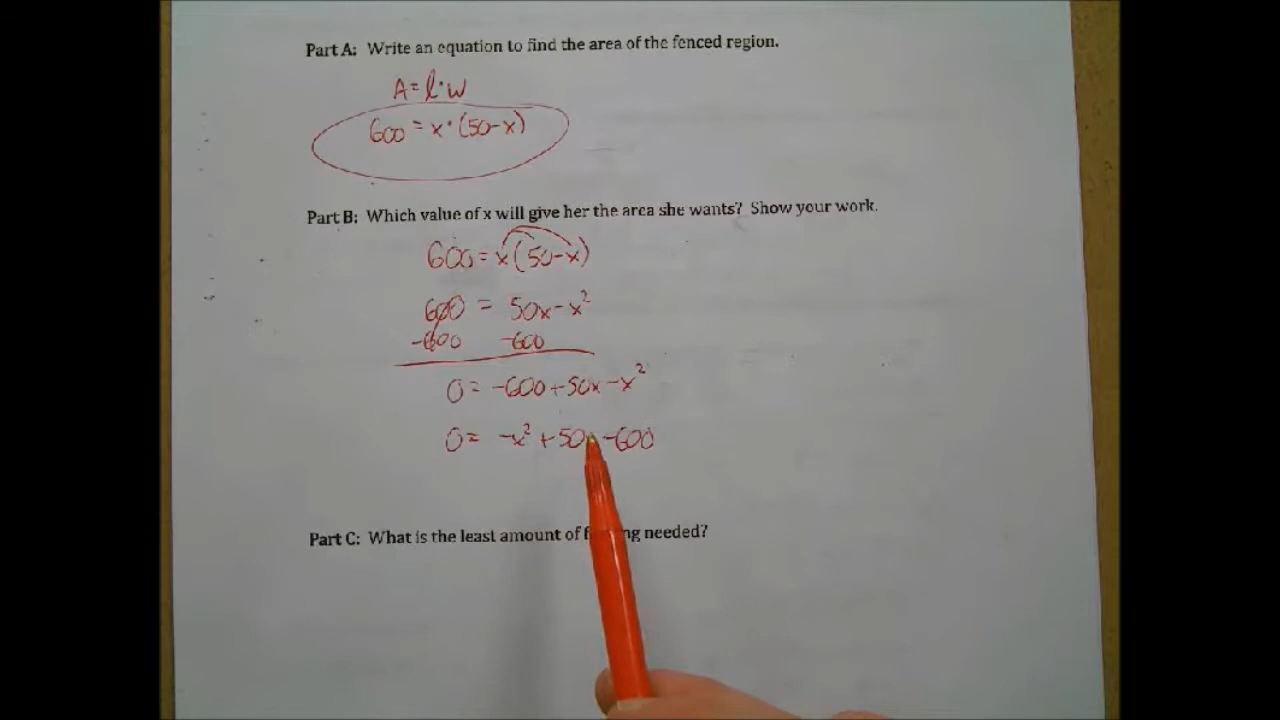 Part A: Write an equation to find the area of the fenced region.
A = l·w
600 = x·(50-x)
Part B: Which value of x will give her the area she wants? Show your work.
600 = x(50-x)
600 = 50x - x²
-600 -600
0 = -600 + 50x - x²
0 = -x² + 50x - 600
Part C: What is the least amount of needed?